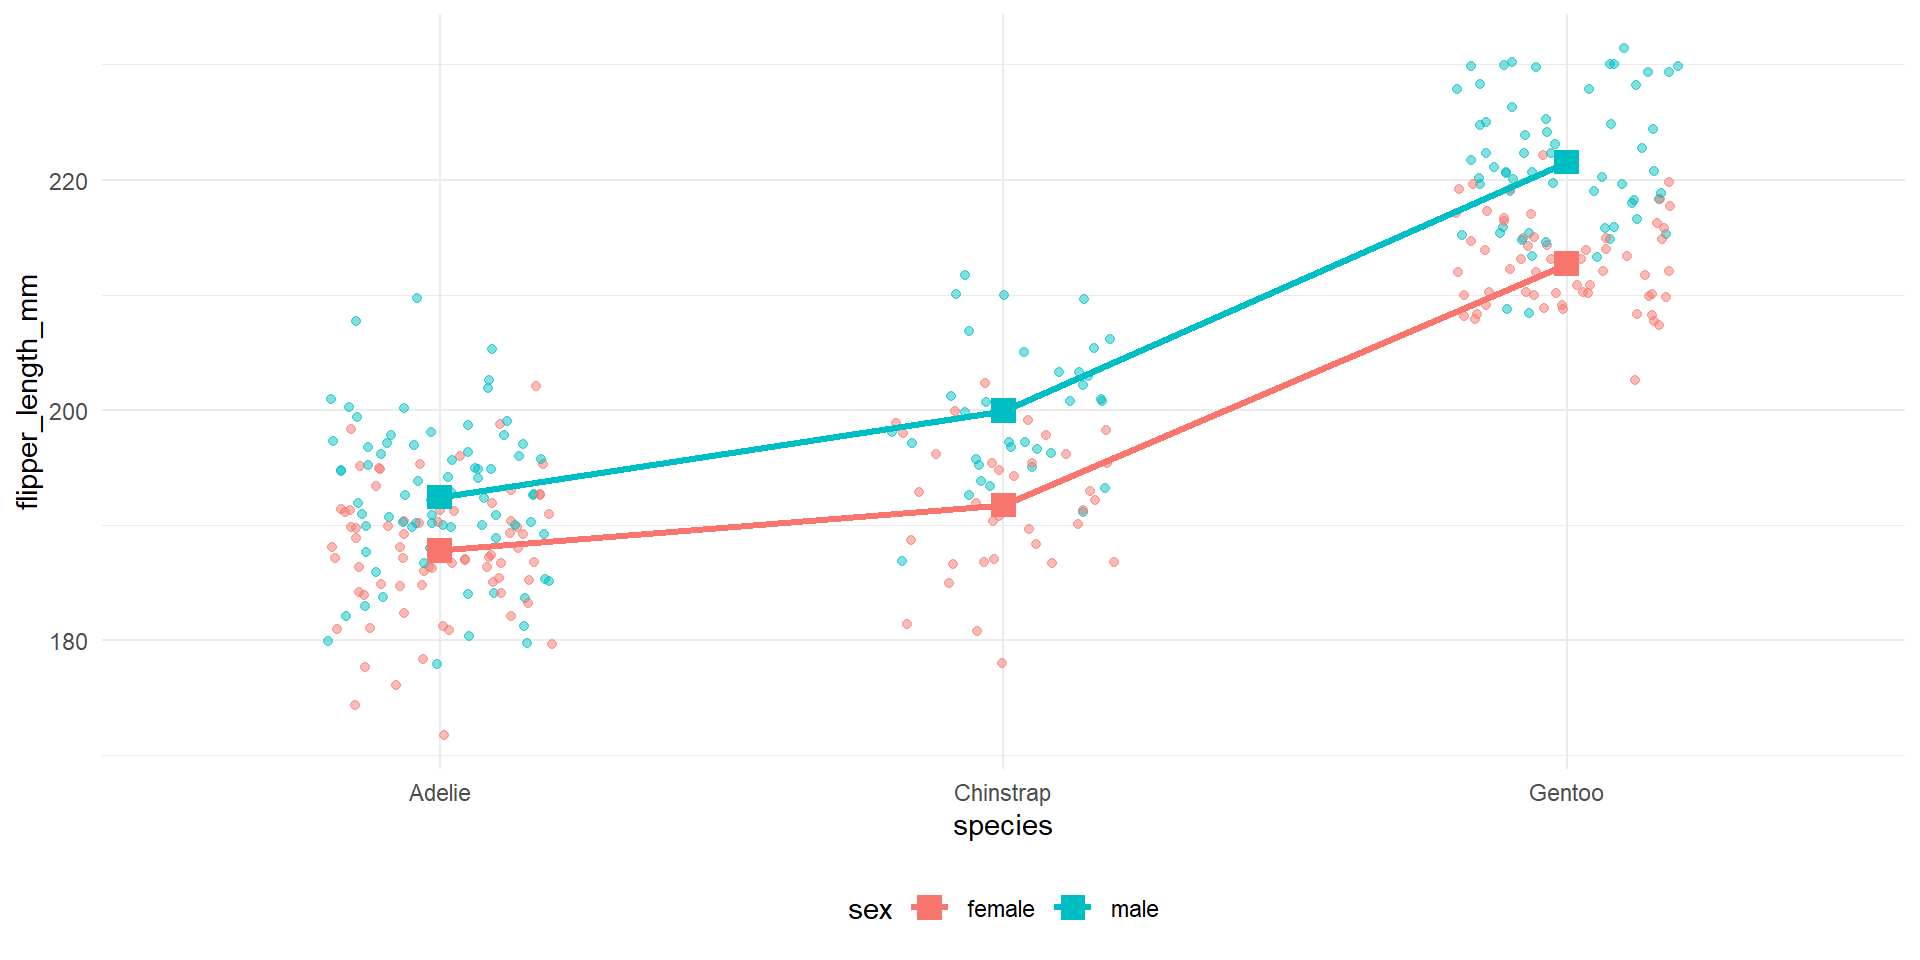 flipper_length_mm
220
200
180
Adelie Chinstrap Gentoo
species
sex female male